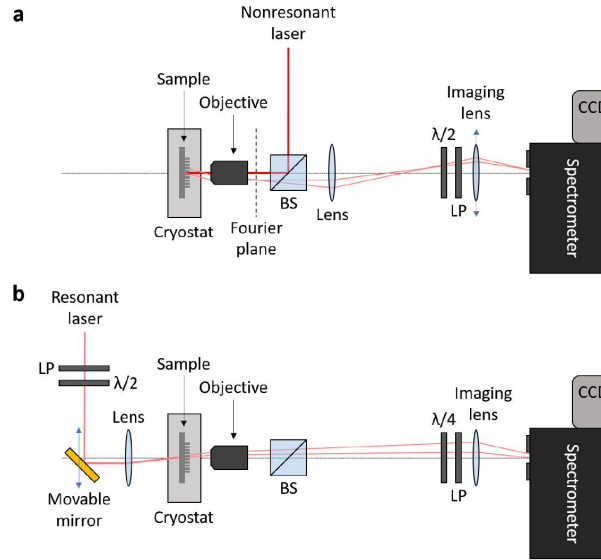 a
Nonresonant
laser
Sample
Objective
Imaging
lens
CCD
λ/2
Spectrometer
Cryostat
Fourier
plane
BS
Lens
LP
b
Resonant
laser
LP
λ/2
Sample
Objective
Lens
λ/4
Imaging
lens
CCD
Spectrometer
Movable
mirror
Cryostat
BS
LP